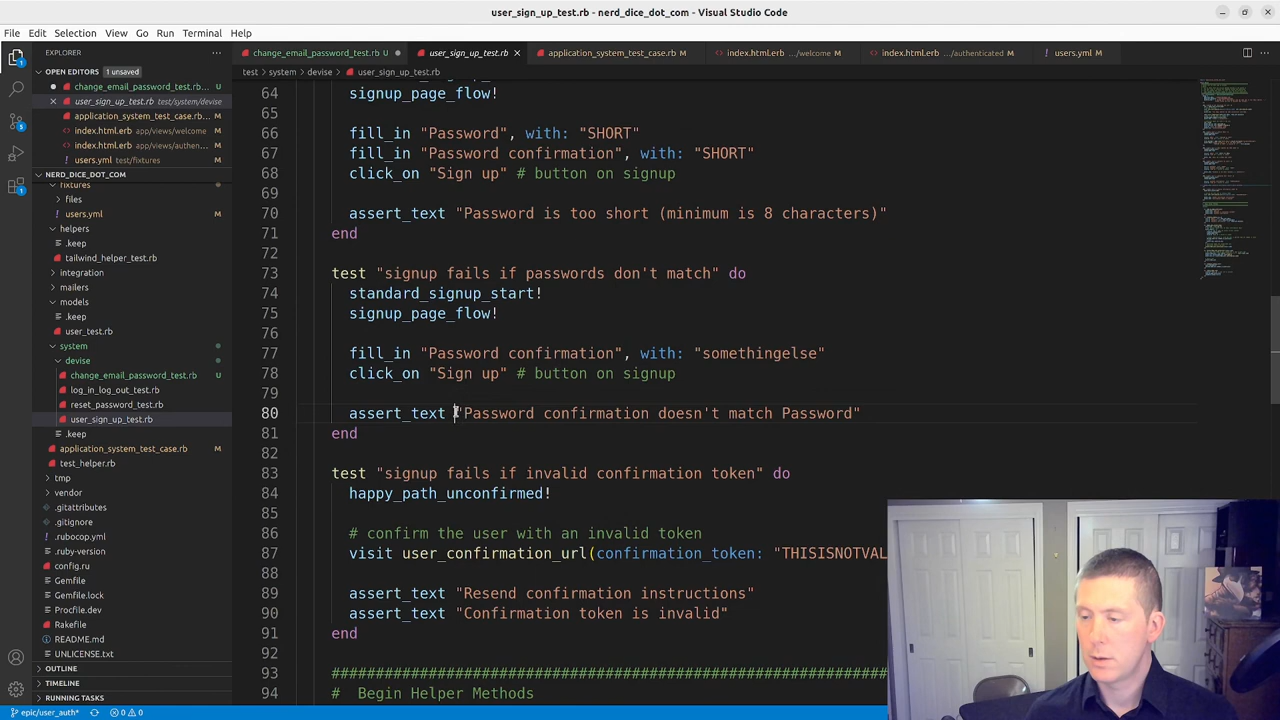 user_sign_up_test.rb - nerd_dice_dot_com - Visual Studio Code
File Edit Selection View Go Run Terminal Help
EXPLORER
change_email_password_test.rb U
user_sign_up_test.rb
application_system_test_case.rb M
index.html.erb .../welcome M
index.html.erb .../authenticated M
users.yml M
test > system > devise > user_sign_up_test.rb
OPEN EDITORS 1 unsaved
change_email_password_test.rb...
user_sign_up_test.rb test/system/devise
application_system_test_case.rb... M
index.html.erb app/views/welcome M
index.html.erb app/views/authen... M
users.yml test/fixtures M
NERD_DICE_DOT_COM
fixtures
files
users.yml M
helpers
.keep
tailwind_helper_test.rb
integration
mailers
models
.keep
user_test.rb
system
devise
change_email_password_test.rb U
log_in_log_out_test.rb
reset_password_test.rb
user_sign_up_test.rb
.keep
application_system_test_case.rb M
test_helper.rb
tmp
vendor
.gitattributes
.gitignore
.rubocop.yml
.ruby-version
config.ru
Gemfile
Gemfile.lock
Procfile.dev
Rakefile
README.md
UNLICENSE.txt
OUTLINE
TIMELINE
RUNNING TASKS
64 signup_page_flow!
65
66 fill_in "Password", with: "SHORT"
67 fill_in "Password confirmation", with: "SHORT"
68 click_on "Sign up" # button on signup
69
70 assert_text "Password is too short (minimum is 8 characters)"
71 end
72
73 test "signup fails if passwords don't match" do
74 standard_signup_start!
75 signup_page_flow!
76
77 fill_in "Password confirmation", with: "somethingelse"
78 click_on "Sign up" # button on signup
79
80 assert_text "Password confirmation doesn't match Password"
81 end
82
83 test "signup fails if invalid confirmation token" do
84 happy_path_unconfirmed!
85
86 # confirm the user with an invalid token
87 visit user_confirmation_url(confirmation_token: "THISISNOTVAL
88
89 assert_text "Resend confirmation instructions"
90 assert_text "Confirmation token is invalid"
91 end
92
93 ##############################################################
94 # Begin Helper Methods
epic/user_auth* 0 0